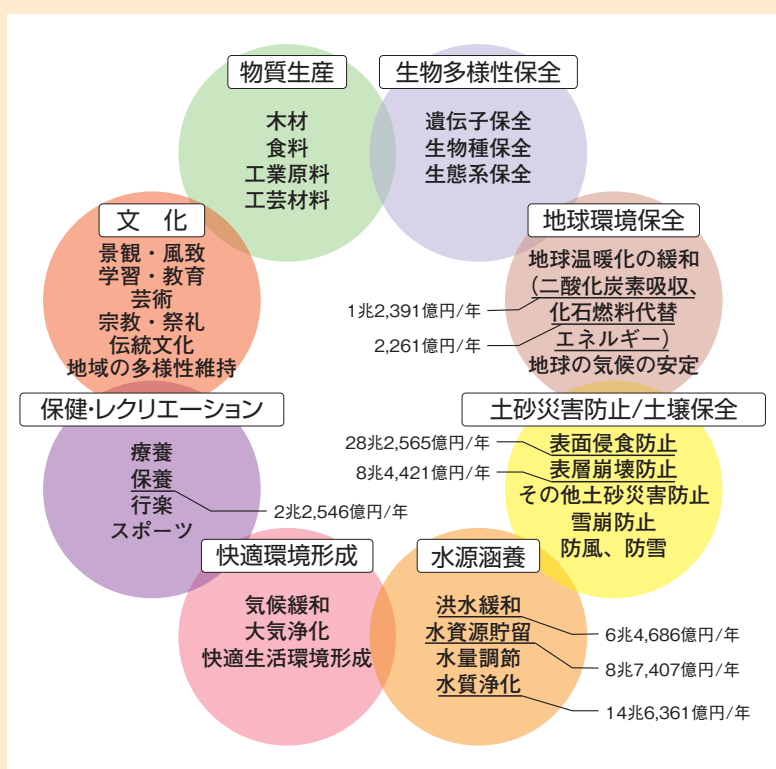 物質生産
木材
食料
工業原料
工芸材料
生物多様性保全
遺伝子保全
生物種保全
生態系保全
文　化
景観・風致
学習・教育
芸術
宗教・祭礼
伝統文化
地域の多様性維持
地球環境保全
地球温暖化の緩和
(二酸化炭素吸収、
化石燃料代替
エネルギー)
地球の気候の安定
1兆2,391億円/年
2,261億円/年
保健・レクリエーション
療養
保養
行楽
スポーツ
2兆2,546億円/年
土砂災害防止/土壌保全
表面侵食防止
表層崩壊防止
その他土砂災害防止
雪崩防止
防風、防雪
28兆2,565億円/年
8兆4,421億円/年
快適環境形成
気候緩和
大気浄化
快適生活環境形成
水源涵養
洪水緩和
水資源貯留
水量調節
水質浄化
6兆4,686億円/年
8兆7,407億円/年
14兆6,361億円/年